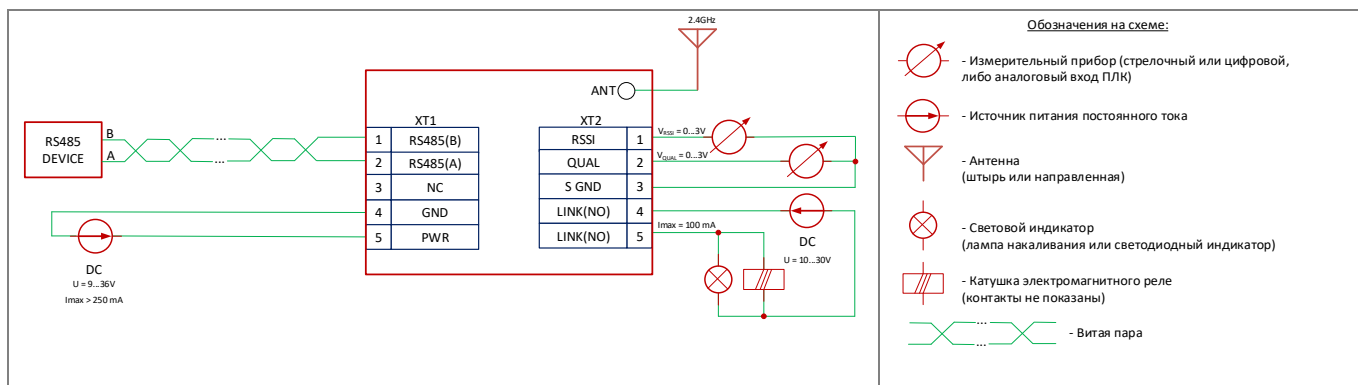 2.4GHz
ANT
RS485
DEVICE
B
A
XT1
1 RS485(B)
2 RS485(A)
3 NC
4 GND
5 PWR
XT2
RSSI 1
QUAL 2
S GND 3
LINK(NO) 4
LINK(NO) 5
VRSSI = 0...3V
VQUAL = 0...3V
Imax = 100 mA
DC
U = 10...30V
DC
U = 9...36V
Imax > 250 mA
...
...
Обозначения на схеме:
- Измерительный прибор (стрелочный или цифровой,
либо аналоговый вход ПЛК)
- Источник питания постоянного тока
- Антенна
(штырь или направленная)
- Световой индикатор
(лампа накаливания или светодиодный индикатор)
- Катушка электромагнитного реле
(контакты не показаны)
...
...
- Витая пара